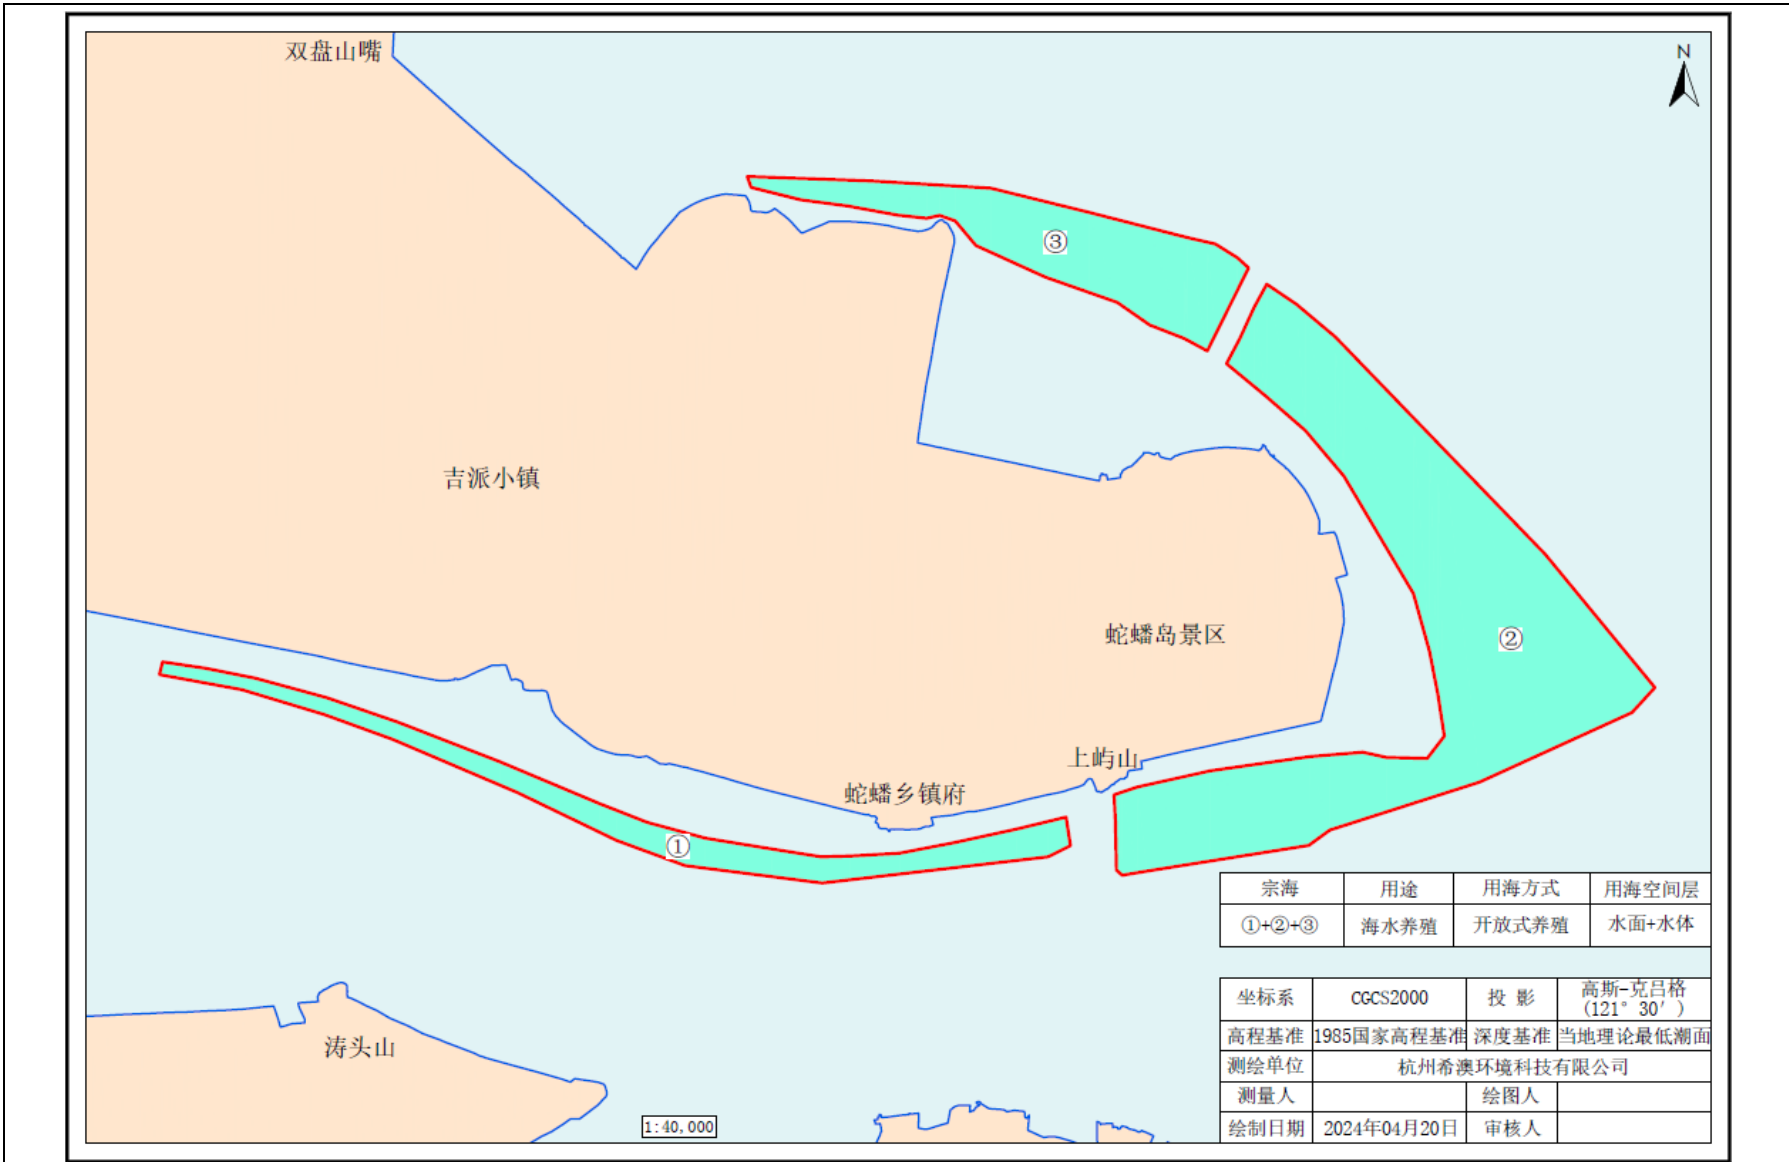 双盘山嘴
N
③
吉派小镇
蛇蟠岛景区
②
上屿山
蛇蟠乡镇府
①
宗海 用途 用海方式 用海空间层
①+②+③ 海水养殖 开放式养殖 水面+水体
坐标系 CGCS2000 投 影 高斯-克吕格
(121° 30′ )
高程基准 1985国家高程基准 深度基准 当地理论最低潮面
测绘单位 杭州希澳环境科技有限公司
测量人 绘图人
绘制日期 2024年04月20日 审核人
涛头山
1:40,000